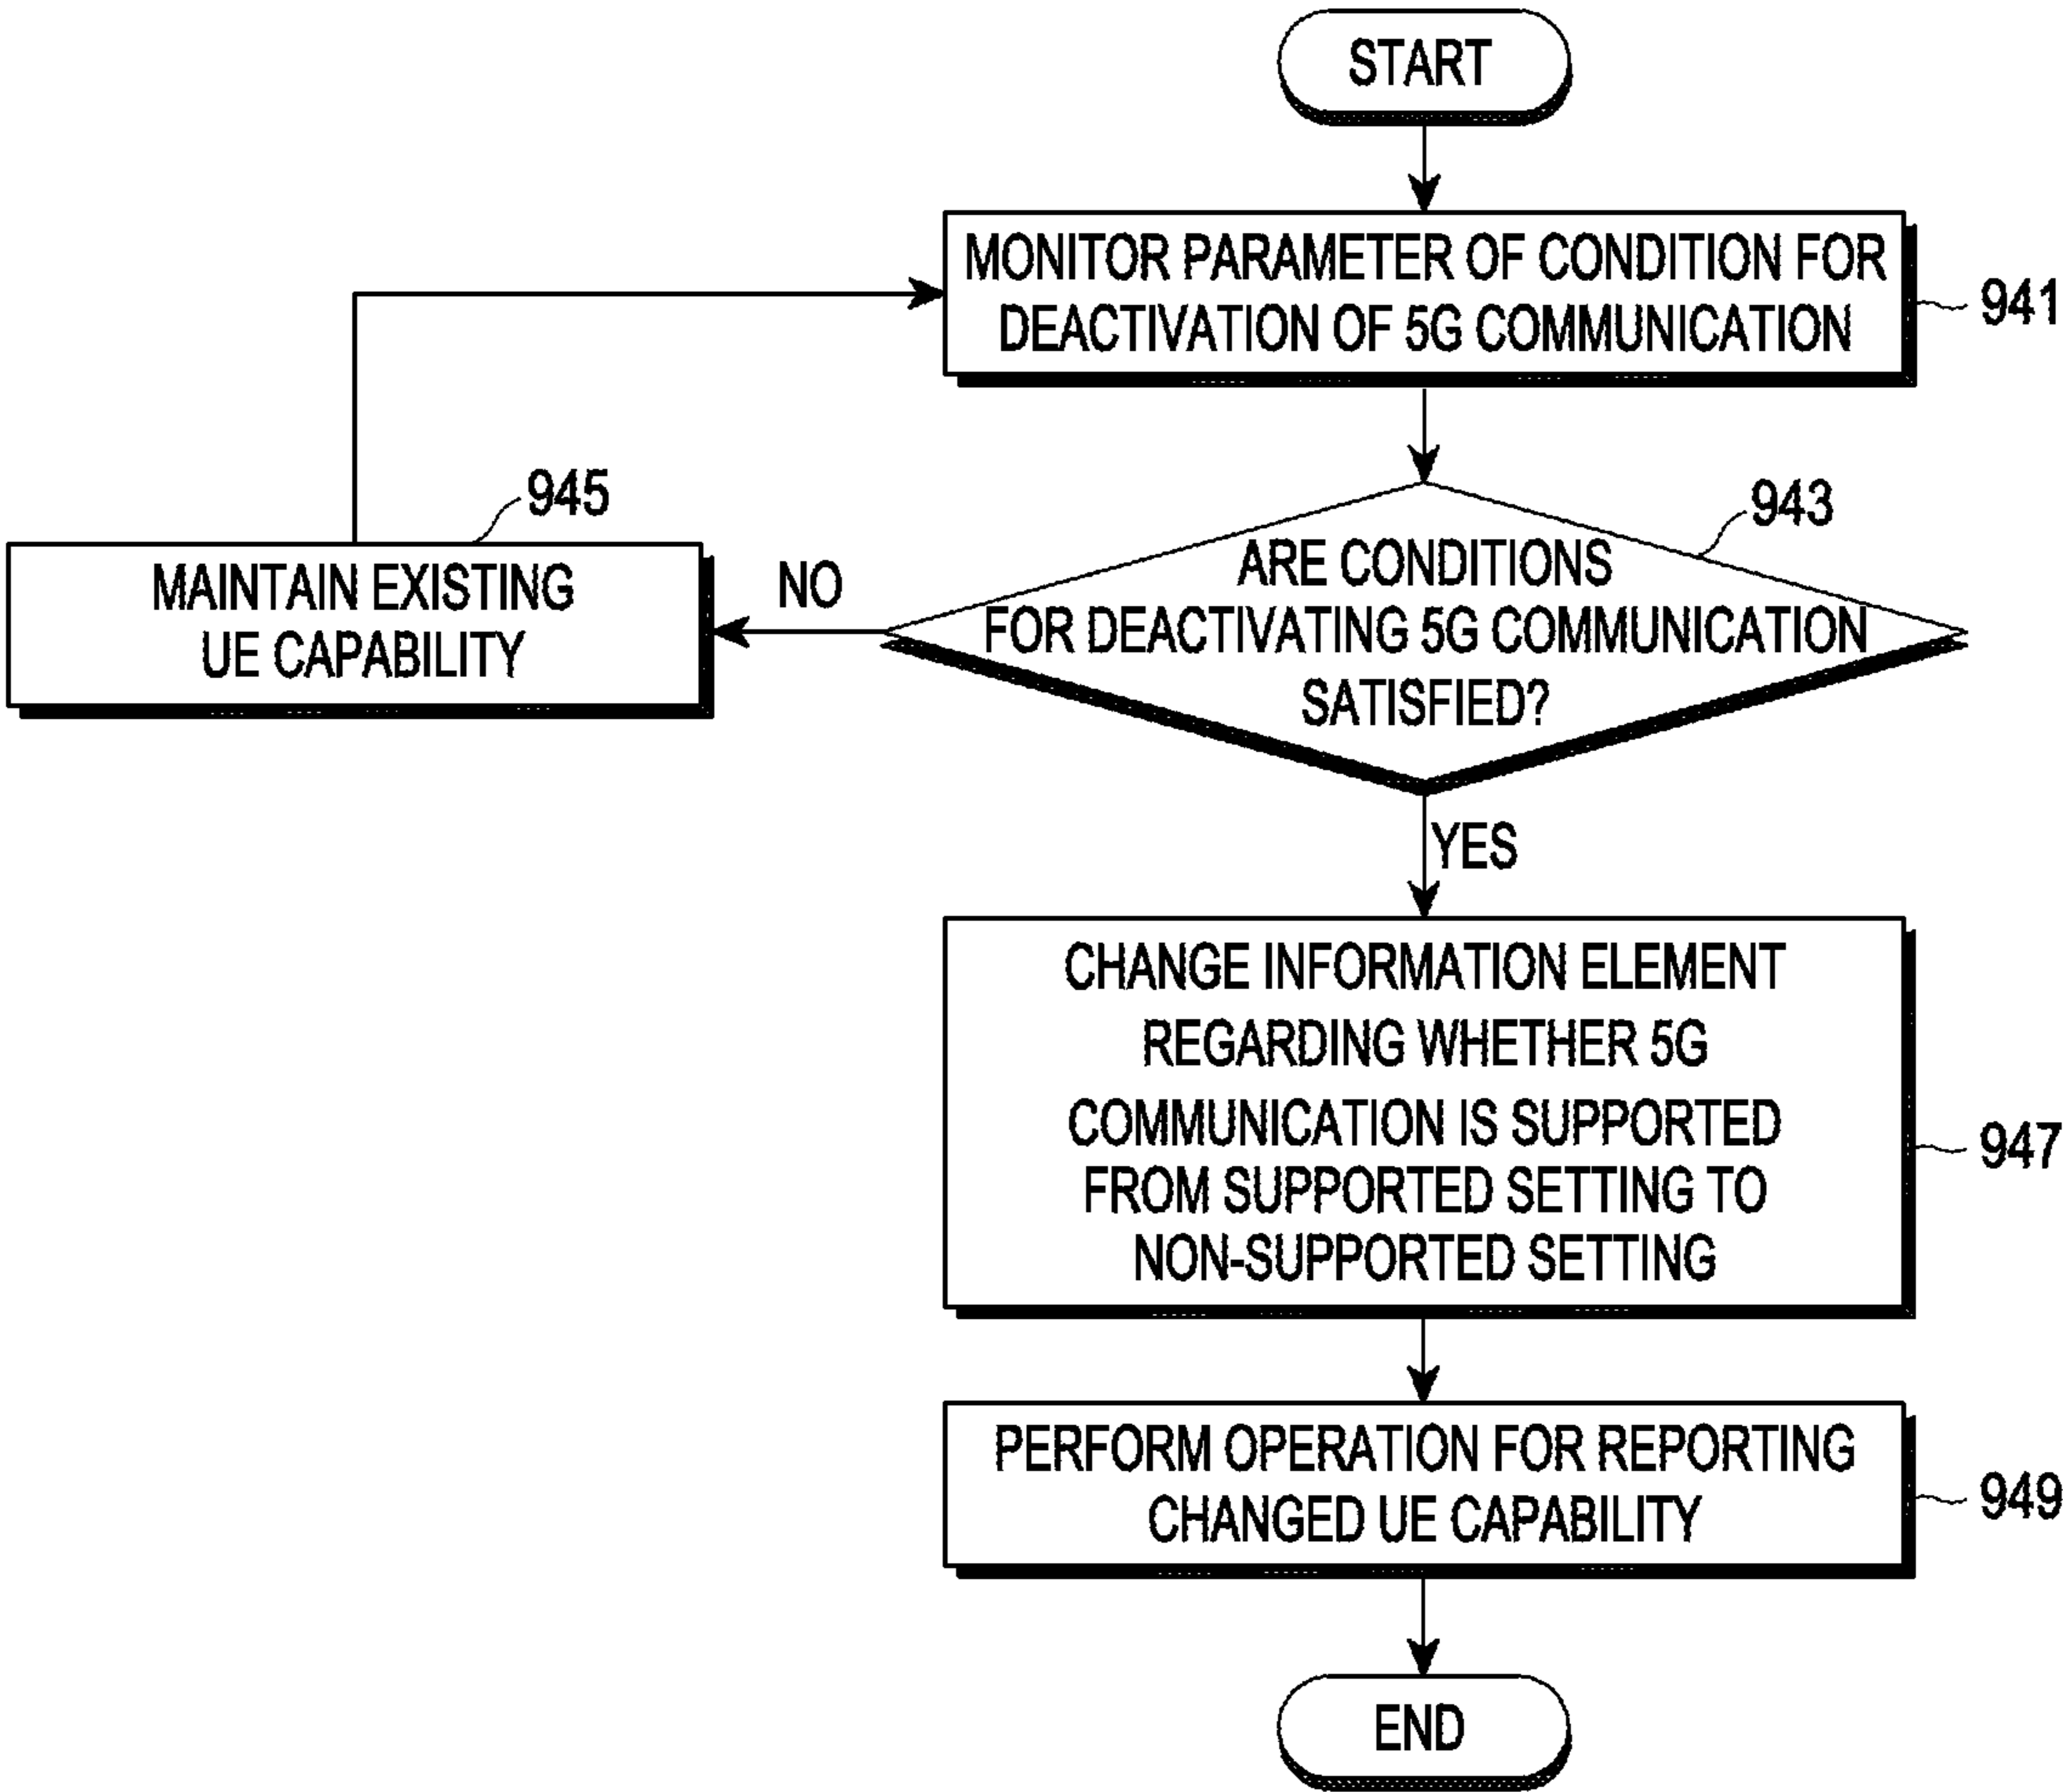 START
MONITOR PARAMETER OF CONDITION FOR
DEACTIVATION OF 5G COMMUNICATION
941
945
943
MAINTAIN EXISTING
UE CAPABILITY
NO
ARE CONDITIONS
FOR DEACTIVATING 5G COMMUNICATION
SATISFIED?
YES
CHANGE INFORMATION ELEMENT
REGARDING WHETHER 5G
COMMUNICATION IS SUPPORTED
FROM SUPPORTED SETTING TO
NON-SUPPORTED SETTING
947
PERFORM OPERATION FOR REPORTING
CHANGED UE CAPABILITY
949
END